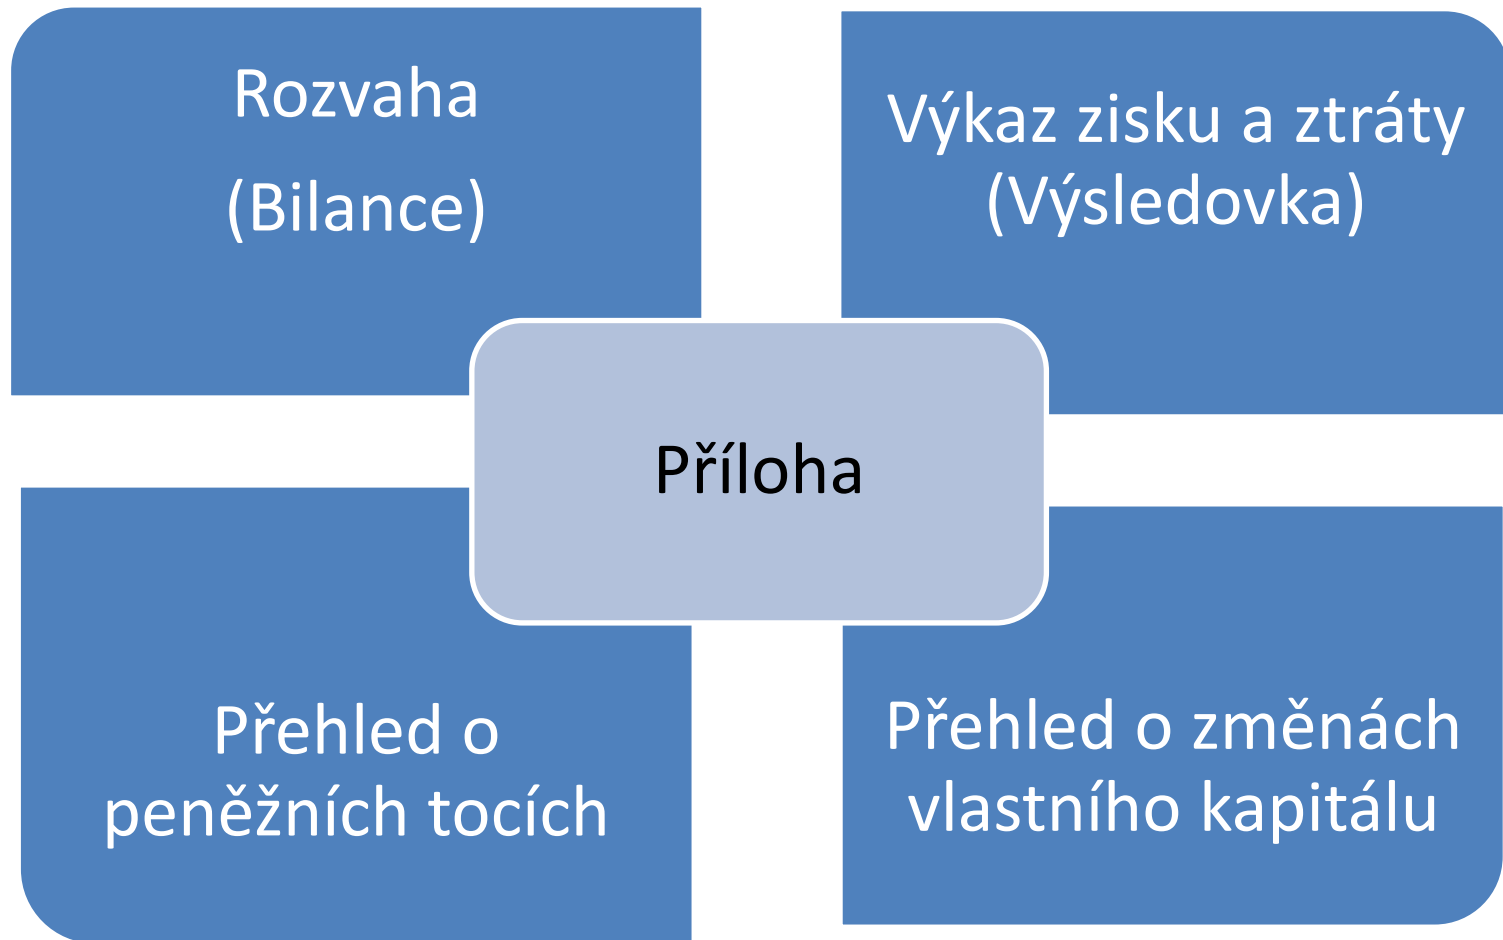 Rozvaha
(Bilance)
Výkaz zisku a ztráty
(Výsledovka)
Příloha
Přehled o
peněžních tocích
Přehled o změnách
vlastního kapitálu